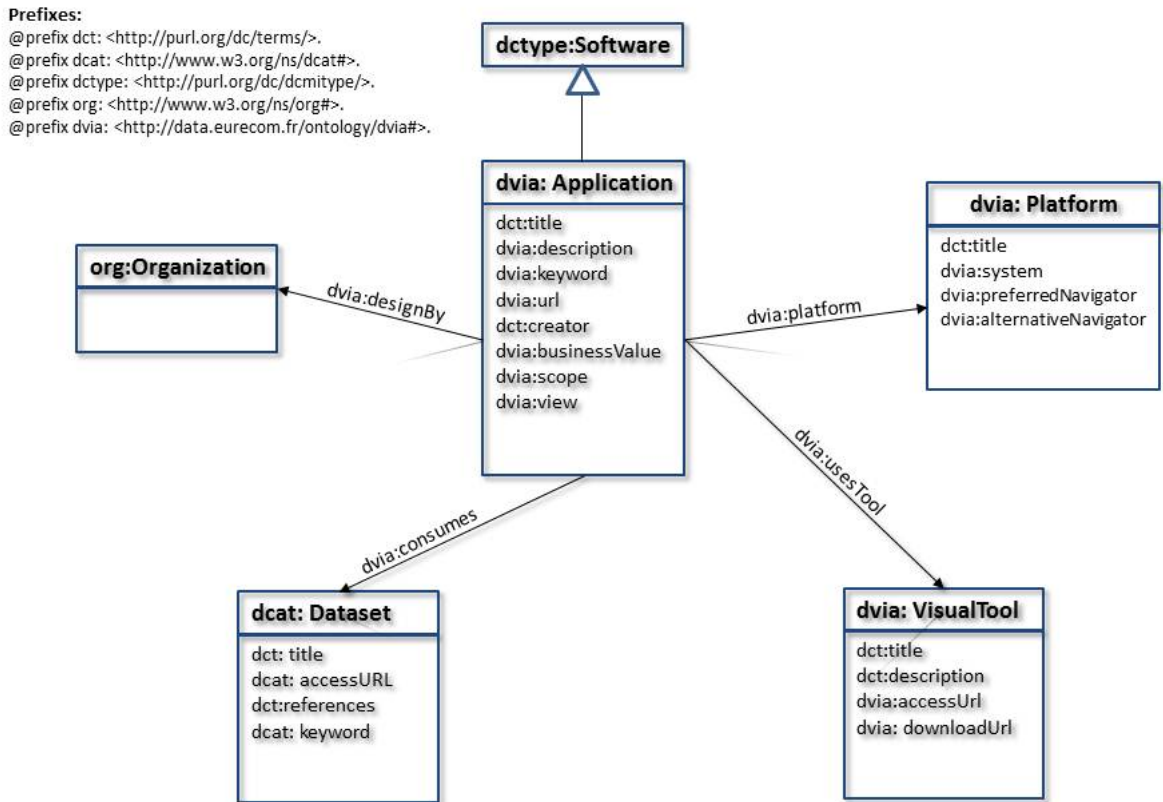 Prefixes:
@prefix dct: <http://purl.org/dc/terms/>.
@prefix dcat: <http://www.w3.org/ns/dcat#>.
@prefix dctype: <http://purl.org/dc/dcmitype/>.
@prefix org: <http://www.w3.org/ns/org#>.
@prefix dvia: <http://data.eurecom.fr/ontology/dvia#>.
dctype:Software
dvia: Application
dct:title
dvia:description
dvia:keyword
dvia:url
dct:creator
dvia:businessValue
dvia:scope
dvia:view
org:Organization
dvia:designBy
dvia:platform
dvia: Platform
dct:title
dvia:system
dvia:preferredNavigator
dvia:alternativeNavigator
dvia:consumes
dvia:usesTool
dcat: Dataset
dct: title
dcat: accessURL
dct:references
dcat: keyword
dvia: VisualTool
dct:title
dct:description
dvia:accessUrl
dvia: downloadUrl